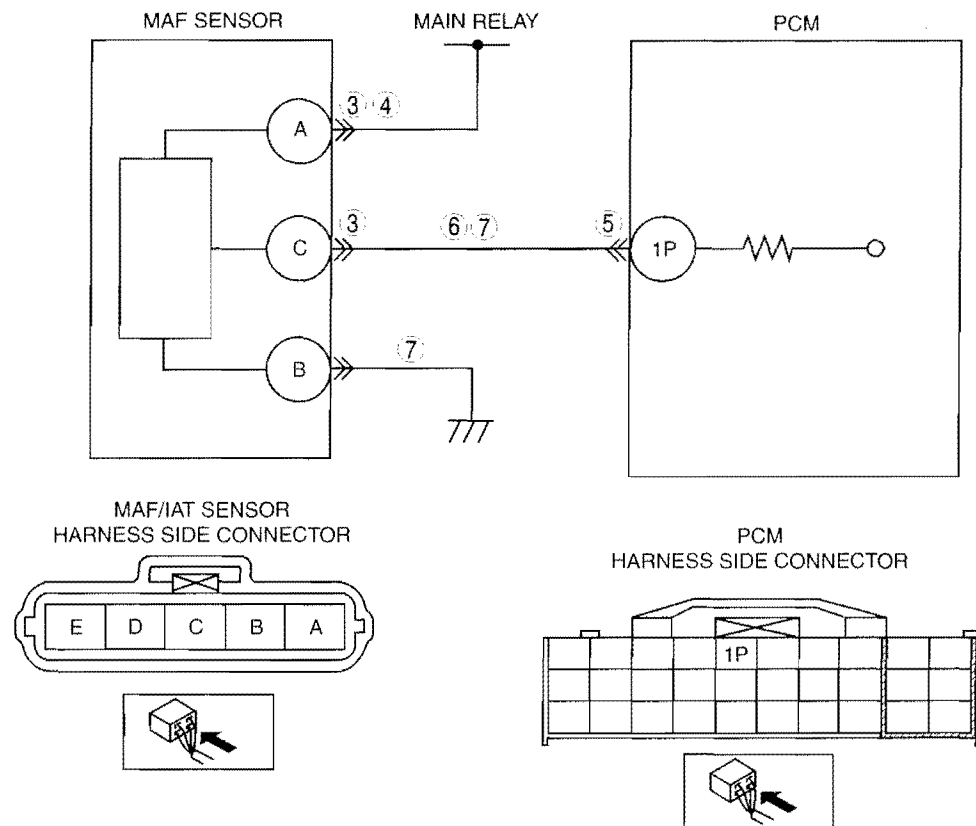 MAF SENSOR
MAIN RELAY
PCM
A
3 4
C
3
6 7
5
1P
B
7
MAF/IAT SENSOR
HARNESS SIDE CONNECTOR
E D C B A
PCM
HARNESS SIDE CONNECTOR
1P